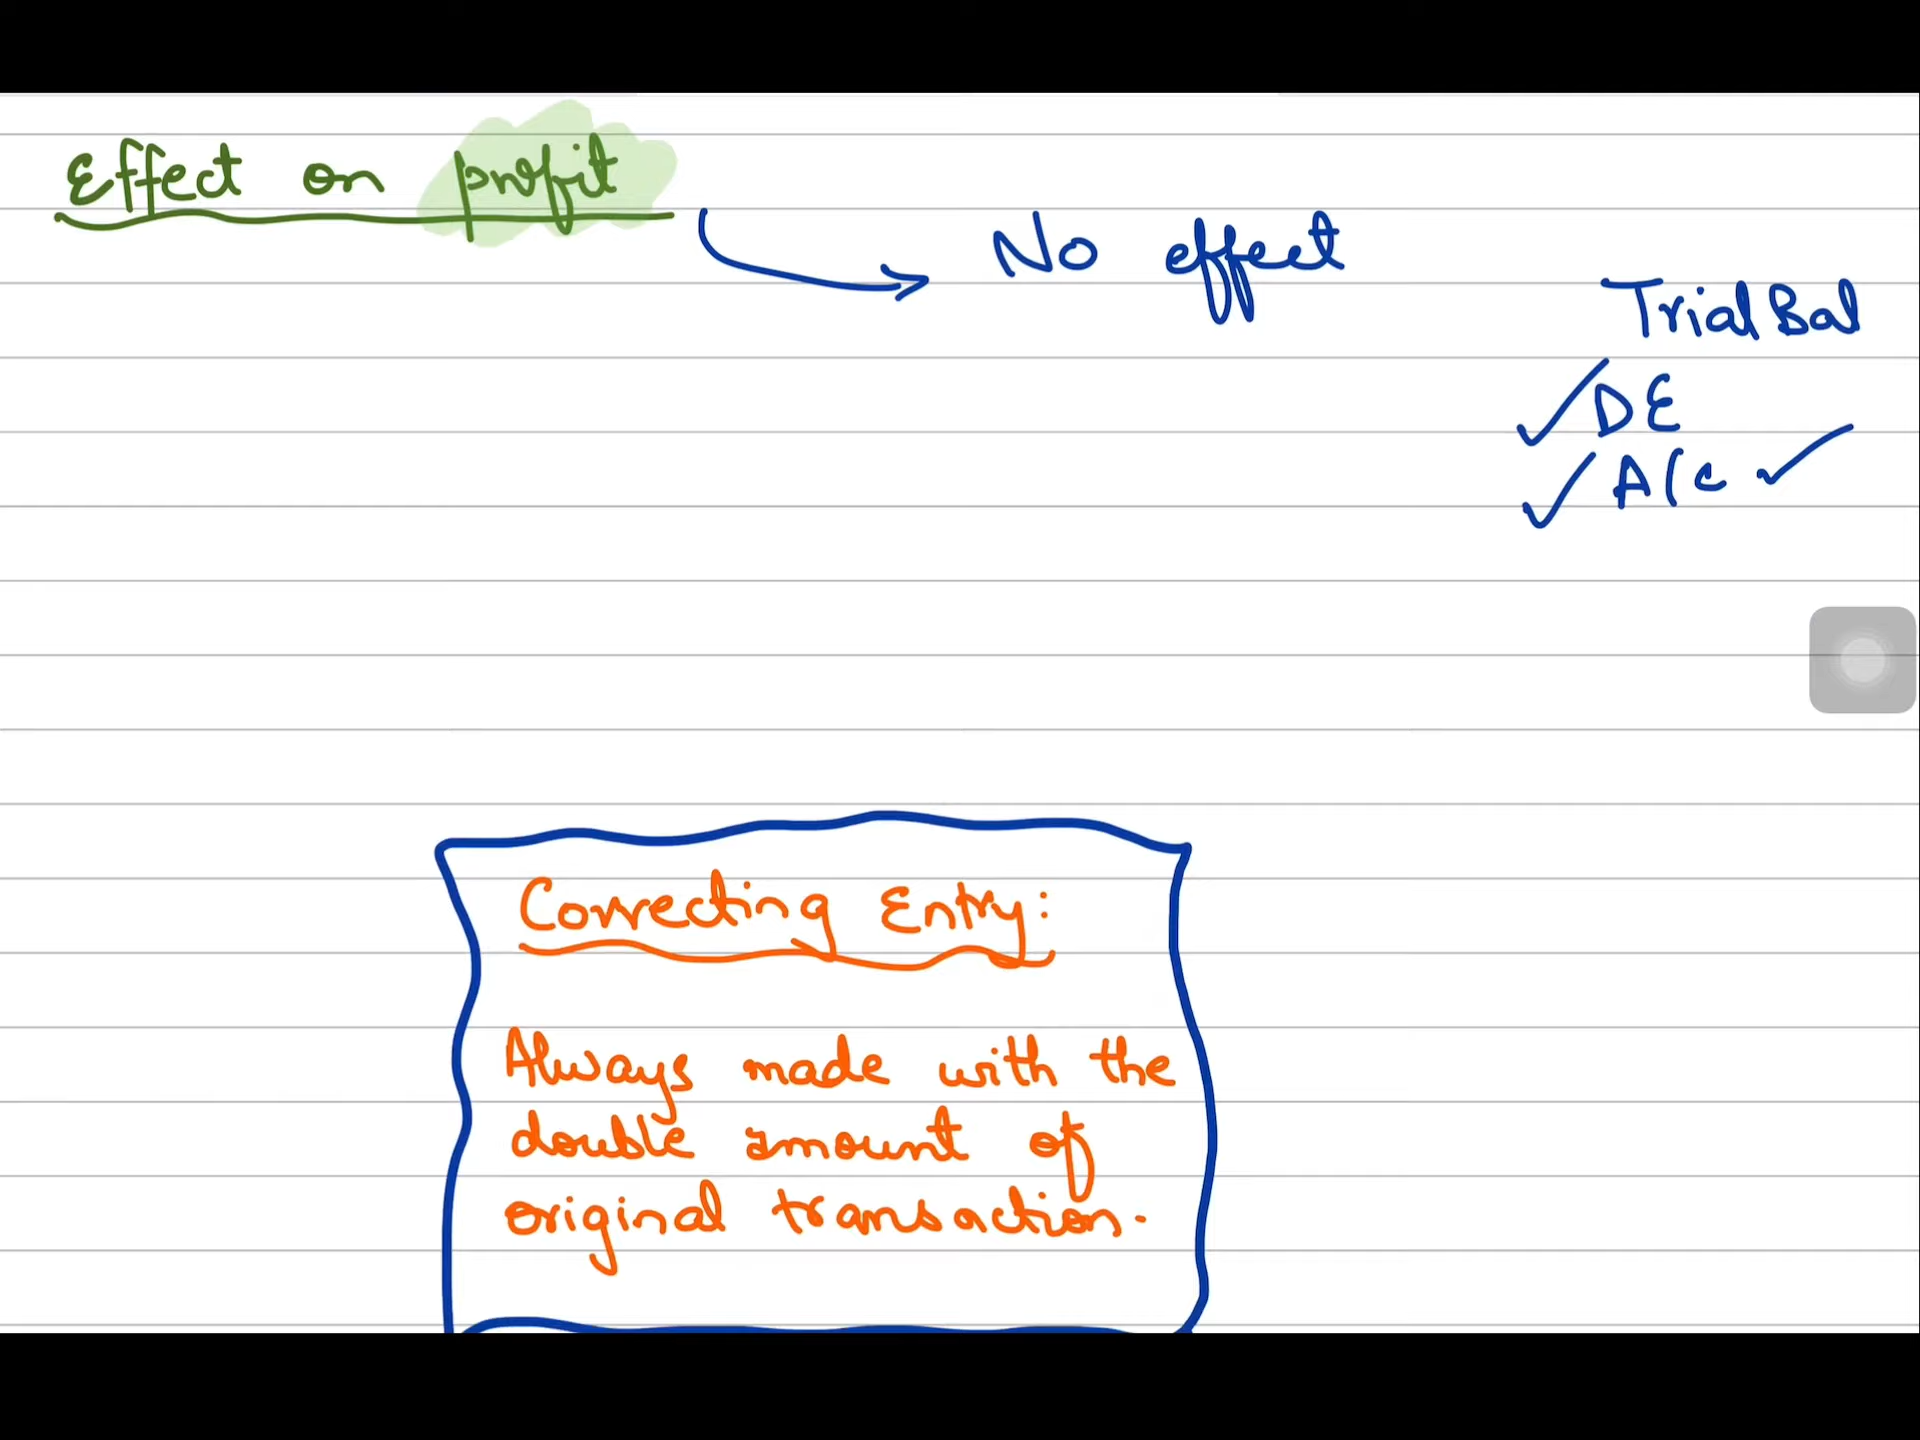 Effect on profit
No effect
Trial Bal
DE
A/C
Correcting Entry:
Always made with the
double amount of
original transaction.